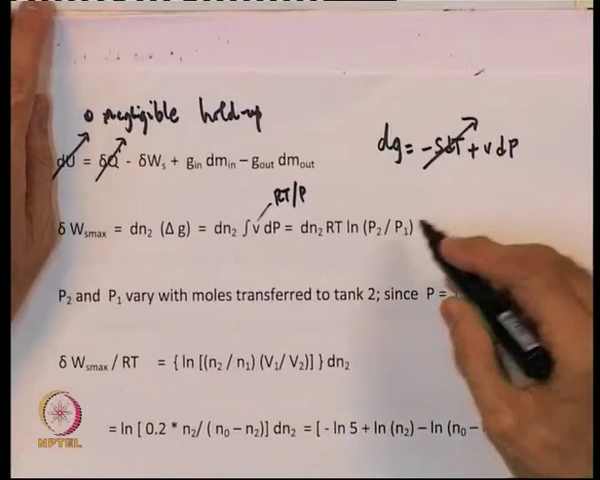 o negligible hold-up
dg = -SdT + v dP
dU = δQ - δWs + gin dmin – gout dmout
RT/P
δ Wsmax = dn2 (Δ g) = dn2 ∫ v dP = dn2 RT ln (P2 / P1)
P2 and P1 vary with moles transferred to tank 2; since P =
δ Wsmax / RT = { ln [(n2 / n1) (V1/ V2)] } dn2
= ln [ 0.2 * n2/ ( n0 – n2)] dn2 = [ - ln 5 + ln (n2) – ln (n0 -
NPTEL